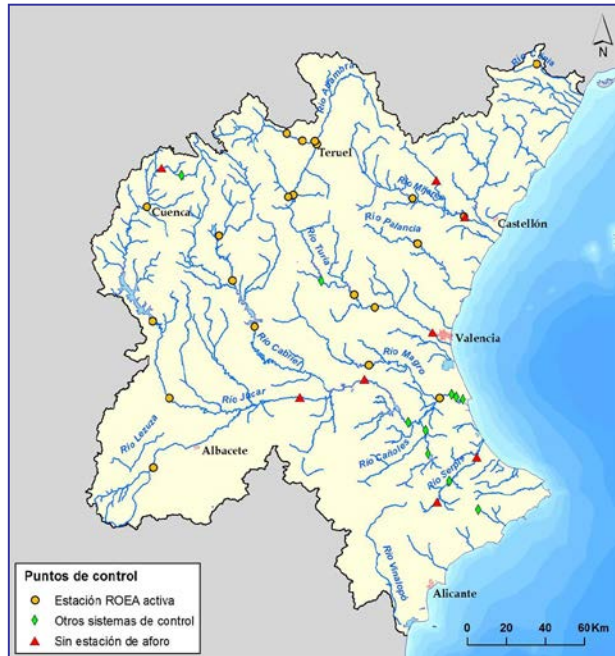 Río Cenia
N
Río Alfambra
Teruel
Cuenca
Río Mijares
Castellón
Río Palancia
Río Turia
Valencia
Río Cabriel
Río Magro
Río Júcar
Río Lezuza
Albacete
Río Cañoles
Río Serpis
Río Vinalopó
Alicante
Puntos de control
Estación ROEA activa
Otros sistemas de control
Sin estación de aforo
0 10 20 40 60 Km